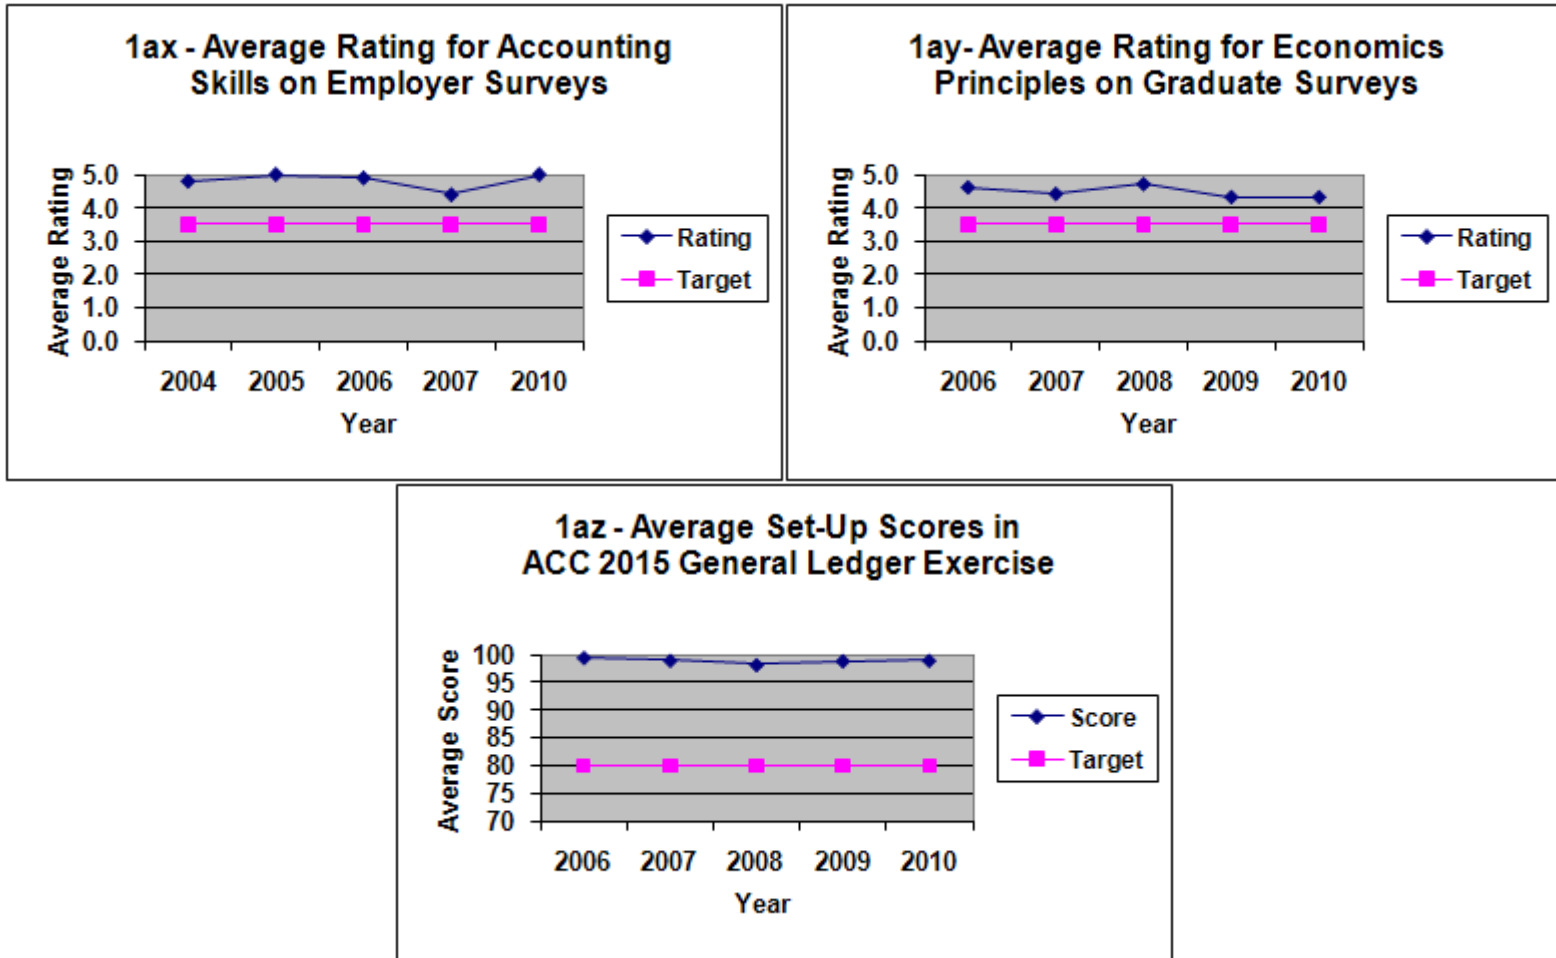 1ax - Average Rating for Accounting
Skills on Employer Surveys
Average Rating
5.0
4.0
3.0
2.0
1.0
0.0
2004 2005 2006 2007 2010
Year
Rating
Target
1ay- Average Rating for Economics
Principles on Graduate Surveys
Average Rating
5.0
4.0
3.0
2.0
1.0
0.0
2006 2007 2008 2009 2010
Year
Rating
Target
1az - Average Set-Up Scores in
ACC 2015 General Ledger Exercise
Average Score
100
95
90
85
80
75
70
2006 2007 2008 2009 2010
Year
Score
Target